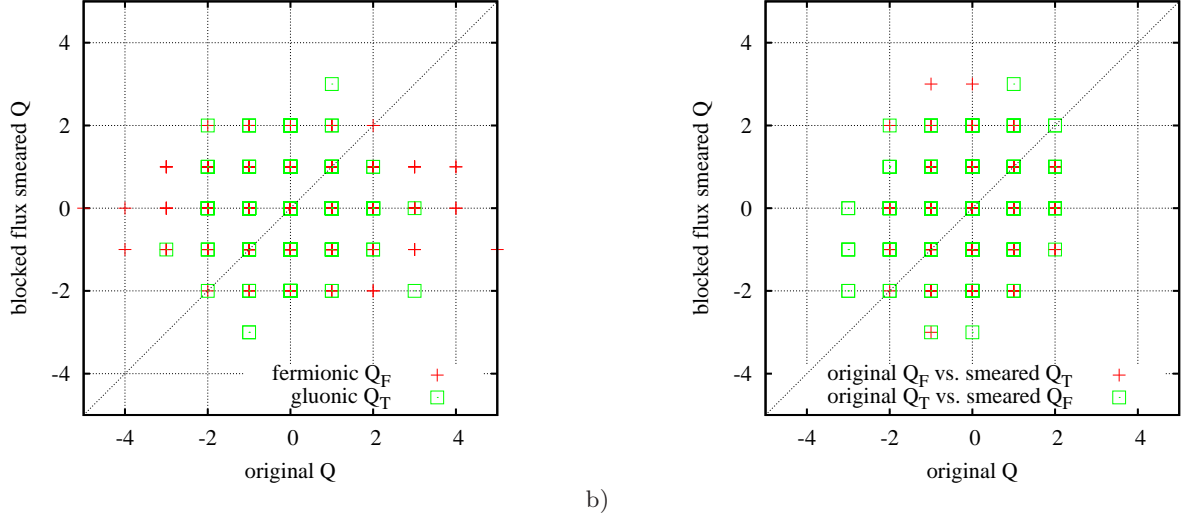 4
2
0
-2
-4
-4
-2
0
2
4
blocked flux smeared Q
original Q
fermionic Q_F
gluonic Q_T
4
2
0
-2
-4
-4
-2
0
2
4
blocked flux smeared Q
original Q
original Q_F vs. smeared Q_T
original Q_T vs. smeared Q_F
b)